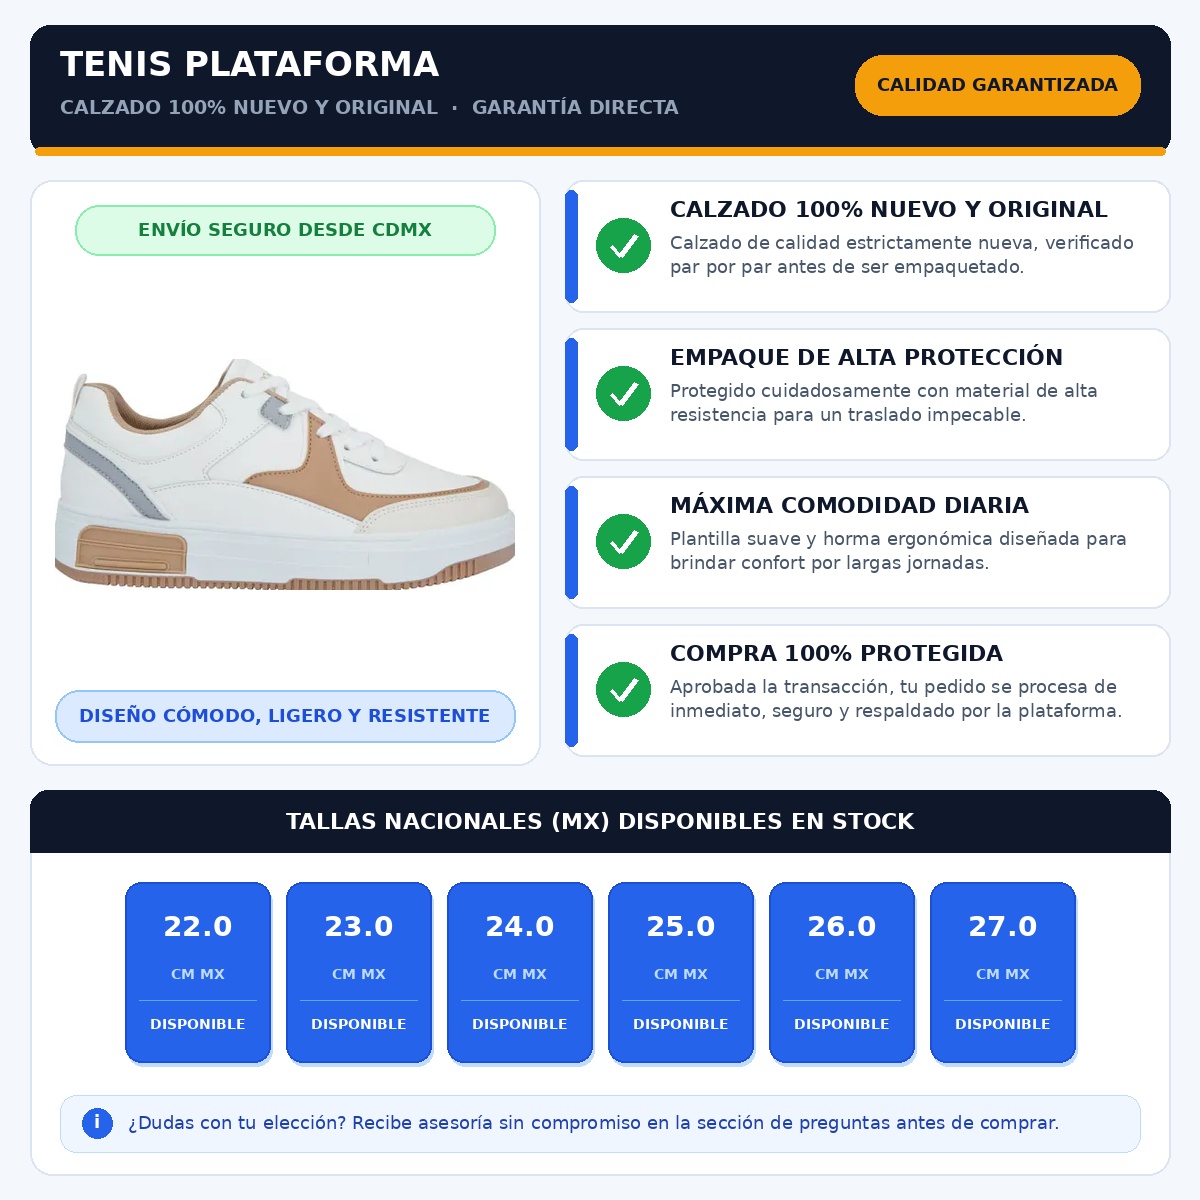 TENIS PLATAFORMA
CALZADO 100% NUEVO Y ORIGINAL · GARANTÍA DIRECTA
CALIDAD GARANTIZADA
ENVÍO SEGURO DESDE CDMX
DISEÑO CÓMODO, LIGERO Y RESISTENTE
CALZADO 100% NUEVO Y ORIGINAL
Calzado de calidad estrictamente nueva, verificado
par por par antes de ser empaquetado.
EMPAQUE DE ALTA PROTECCIÓN
Protegido cuidadosamente con material de alta
resistencia para un traslado impecable.
MÁXIMA COMODIDAD DIARIA
Plantilla suave y horma ergonómica diseñada para
brindar confort por largas jornadas.
COMPRA 100% PROTEGIDA
Aprobada la transacción, tu pedido se procesa de
inmediato, seguro y respaldado por la plataforma.
TALLAS NACIONALES (MX) DISPONIBLES EN STOCK
22.0
CM MX
DISPONIBLE
23.0
CM MX
DISPONIBLE
24.0
CM MX
DISPONIBLE
25.0
CM MX
DISPONIBLE
26.0
CM MX
DISPONIBLE
27.0
CM MX
DISPONIBLE
i ¿Dudas con tu elección? Recibe asesoría sin compromiso en la sección de preguntas antes de comprar.